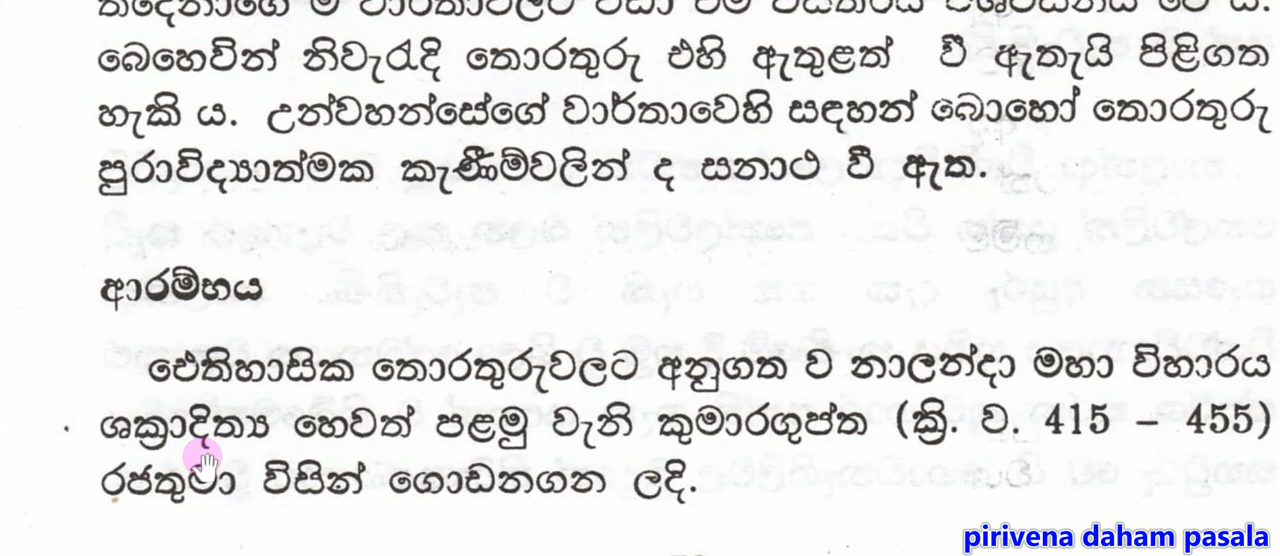 බෙහෙවින් නිවැරැදි තොරතුරු එහි ඇතුළත් වී ඇතැයි පිළිගත
හැකි ය. උන්වහන්සේගේ වාර්තාවෙහි සඳහන් බොහෝ තොරතුරු
පුරාවිද්‍යාත්මක කැණීම්වලින් ද සනාථ වී ඇත.
ආරම්භය
ඓතිහාසික තොරතුරුවලට අනුගත ව නාලන්දා මහා විහාරය
ශක්‍රාදිත්‍ය හෙවත් පළමු වැනි කුමාරගුප්ත (ක්‍රි. ව. 415 – 455)
රජතුමා විසින් ගොඩනගන ලදි.
pirivena daham pasala